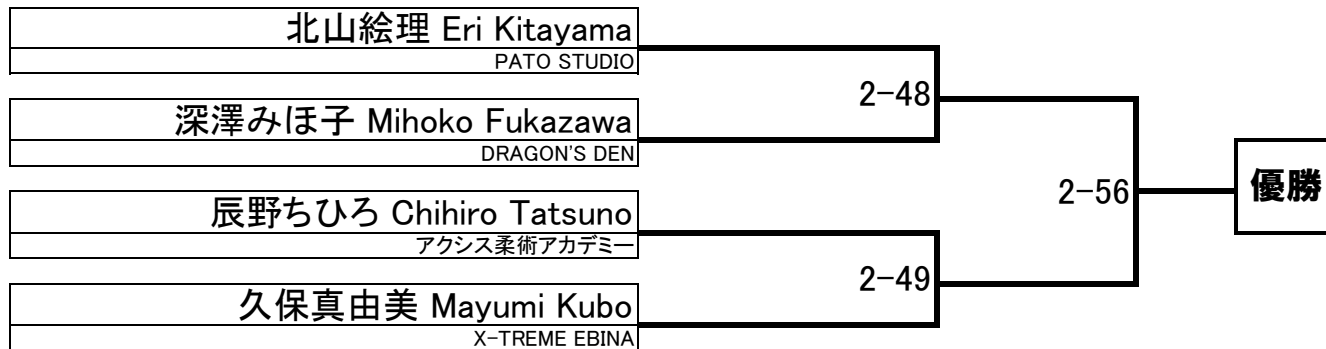 北山絵理 Eri Kitayama
PATO STUDIO
2-48
深澤みほ子 Mihoko Fukazawa
DRAGON'S DEN
2-56
優勝
辰野ちひろ Chihiro Tatsuno
アクシス柔術アカデミー
2-49
久保真由美 Mayumi Kubo
X-TREME EBINA